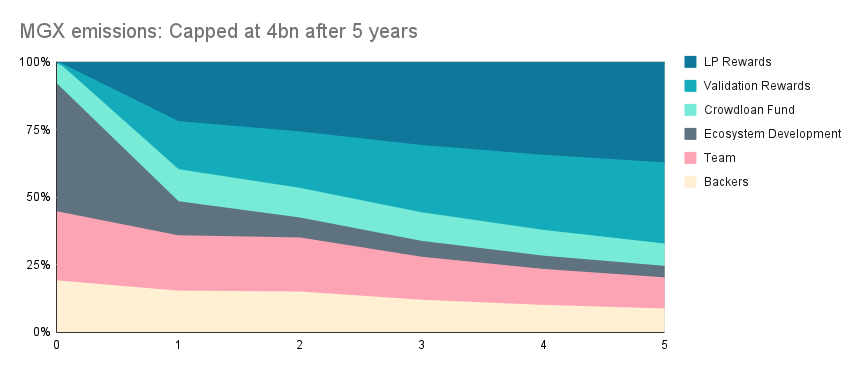 MGX emissions: Capped at 4bn after 5 years
100%
75%
50%
25%
0%
0 1 2 3 4 5
LP Rewards
Validation Rewards
Crowdloan Fund
Ecosystem Development
Team
Backers